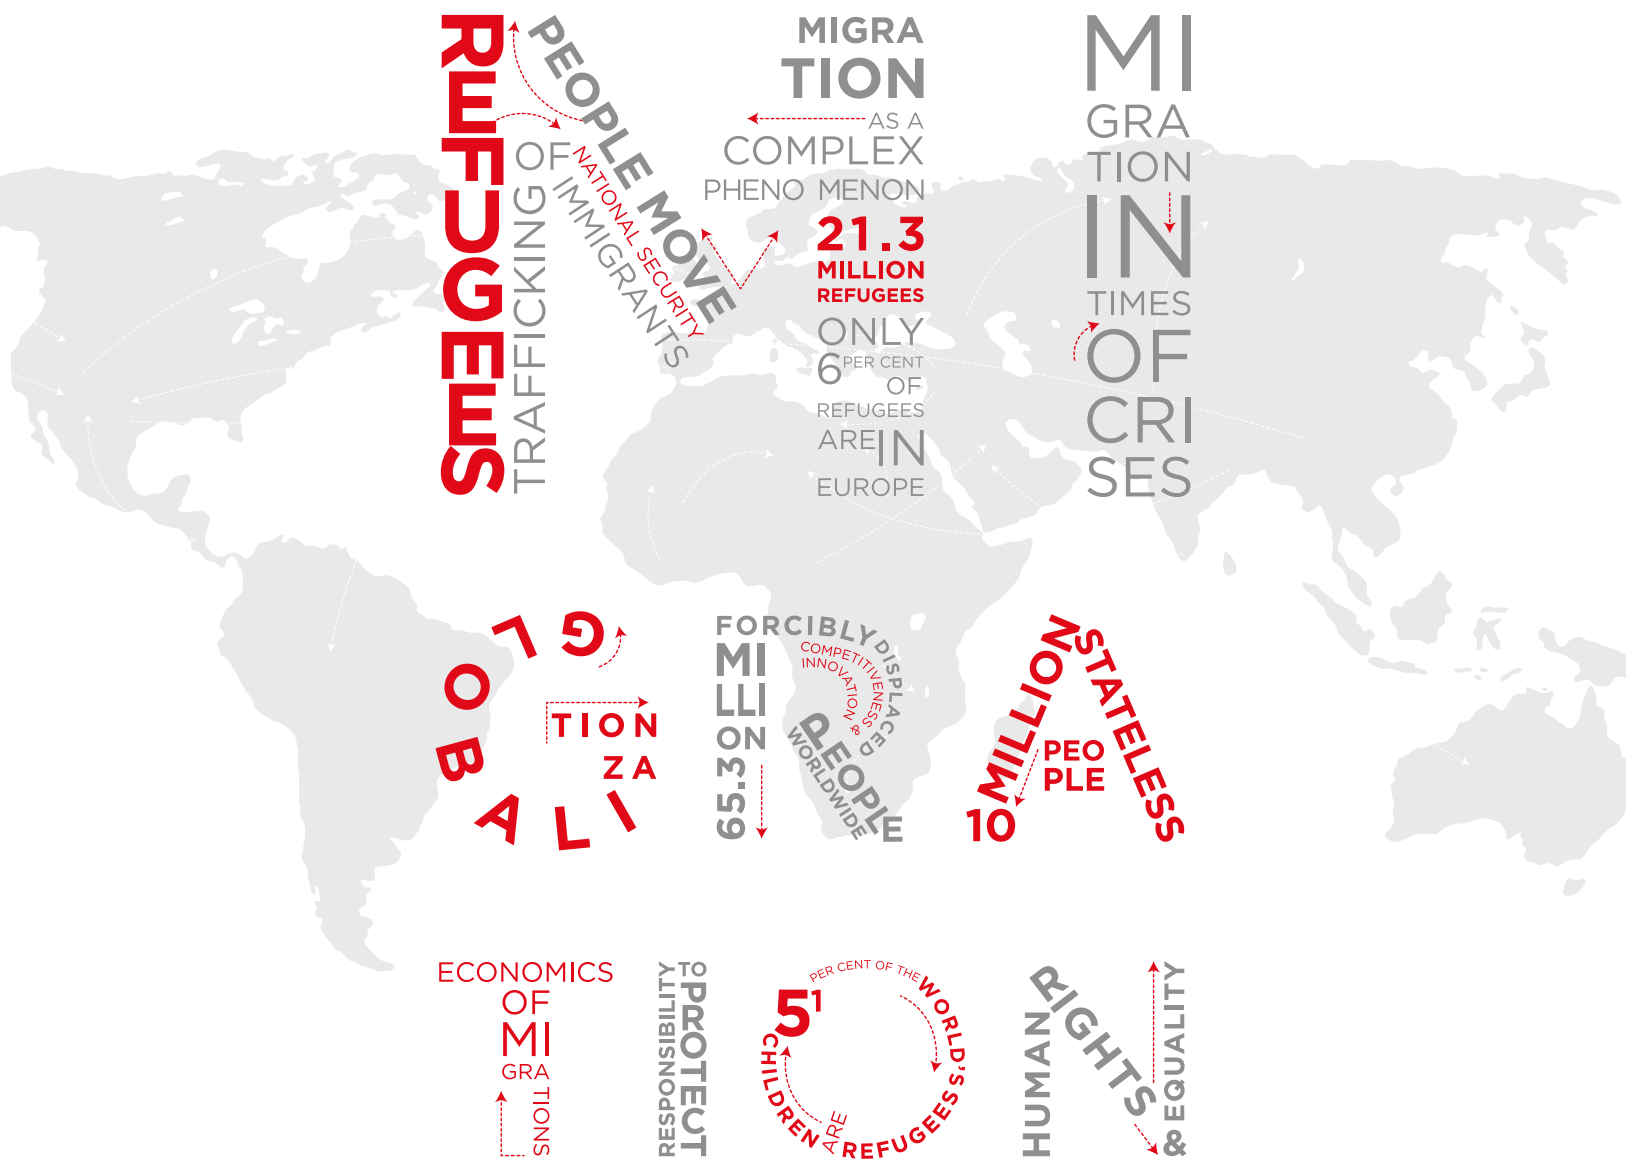 REFUGEES
TRAFFICKING OF
IMMIGRANTS
NATIONAL SECURITY
PEOPLE MOVE
MIGRA
TION
AS A
COMPLEX
PHENO MENON
21.3
MILLION
REFUGEES
ONLY
6 PER CENT
OF
REFUGEES
ARE IN
EUROPE
MI
GRA
TION
IN
TIMES
OF
CRI
SES
GLOBALI
ZA
TION
65.3
MI
LLI
ON
FORCIBLY DISPLACED
PEOPLE
WORLDWIDE
COMPETITIVENESS &
INNOVATION
10 MILLION
STATELESS
PEO
PLE
ECONOMICS
OF
MI
GRA
TIONS
RESPONSIBILITY
TO PROTECT
51 PER CENT OF THE WORLD'S REFUGEES ARE CHILDREN
HUMAN
RIGHTS
& EQUALITY